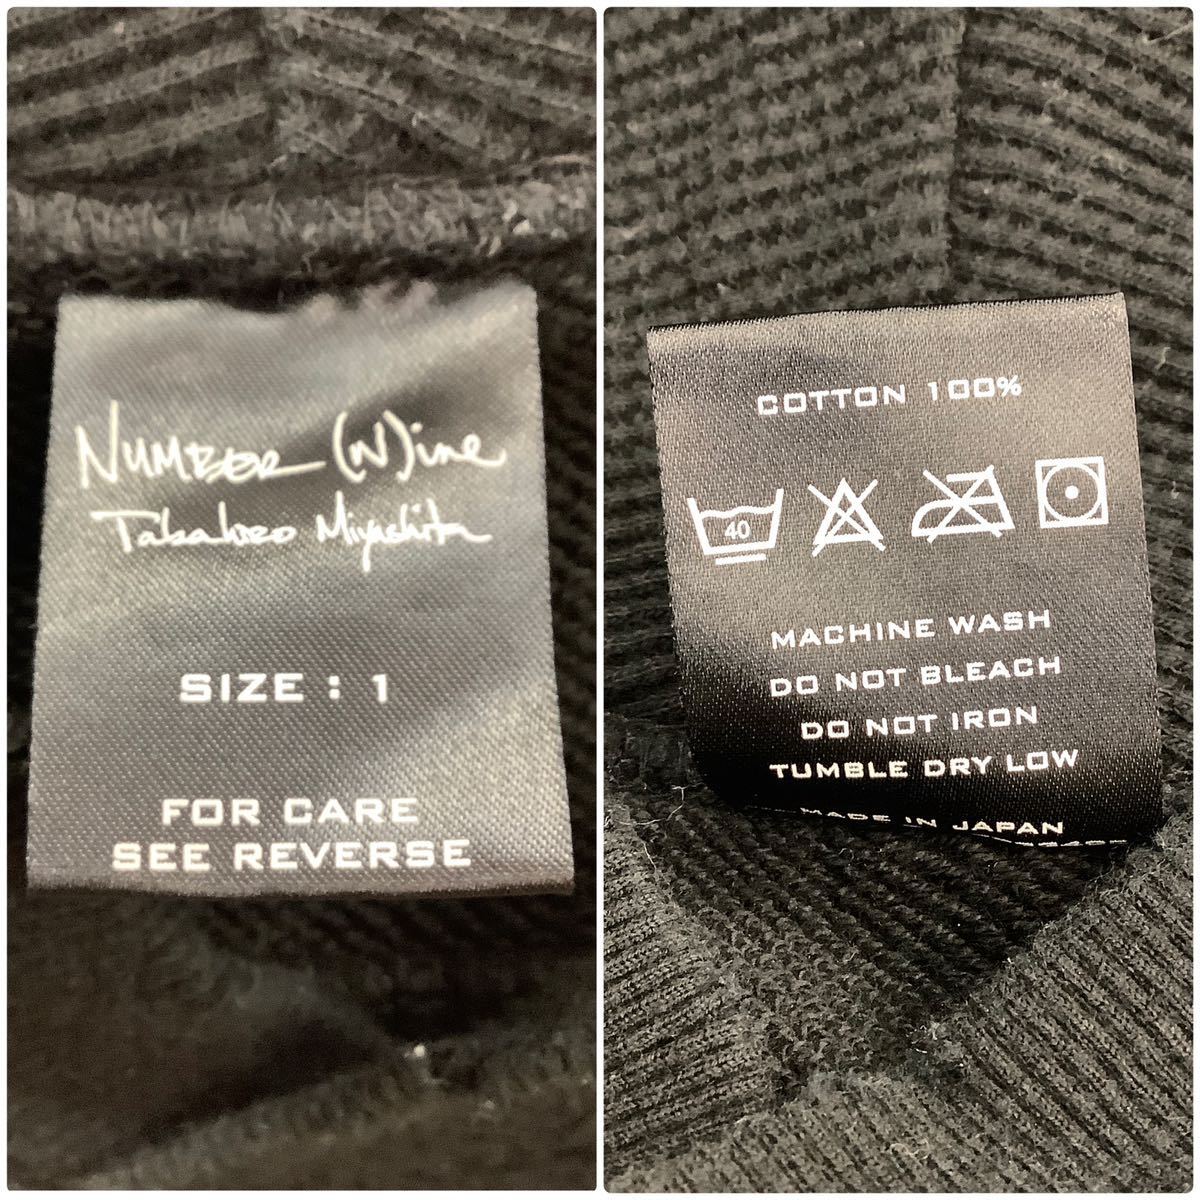 NUMBER (N)ine
Takahiro Miyashita
SIZE : 1
FOR CARE
SEE REVERSE
COTTON 100%
40
MACHINE WASH
DO NOT BLEACH
DO NOT IRON
TUMBLE DRY LOW
MADE IN JAPAN